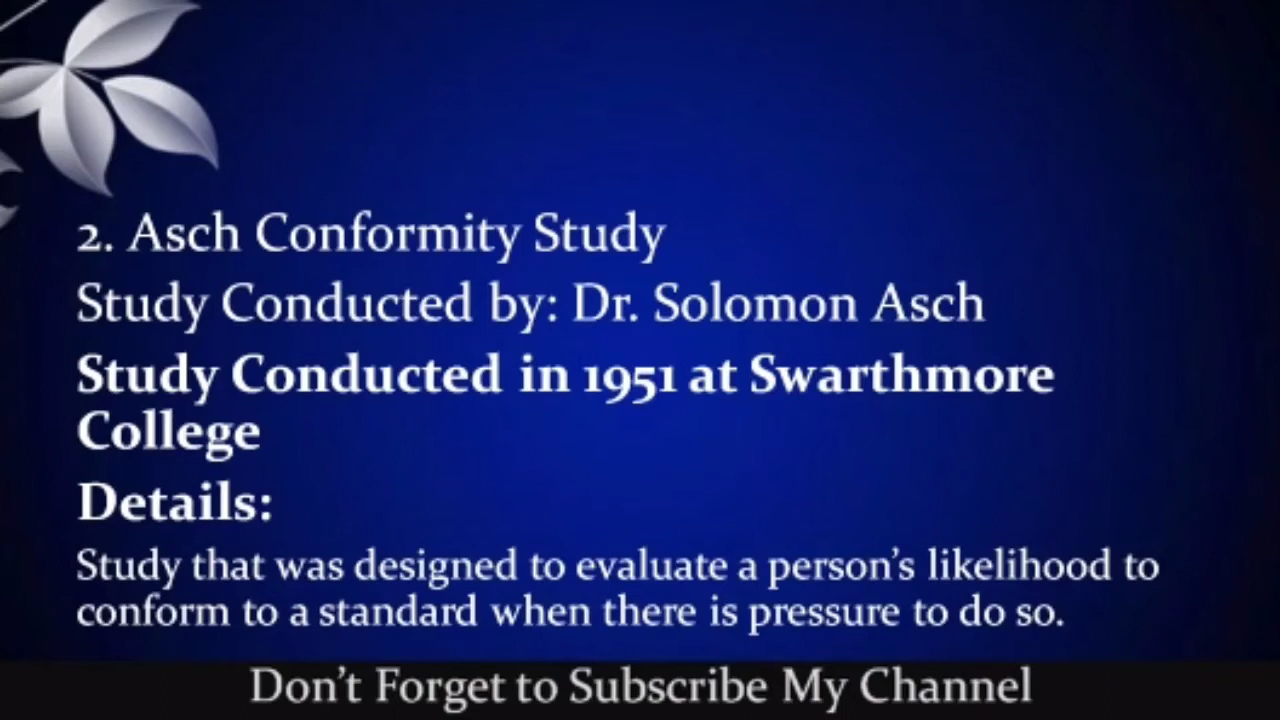 2. Asch Conformity Study
Study Conducted by: Dr. Solomon Asch
Study Conducted in 1951 at Swarthmore
College
Details:
Study that was designed to evaluate a person’s likelihood to
conform to a standard when there is pressure to do so.
Don’t Forget to Subscribe My Channel